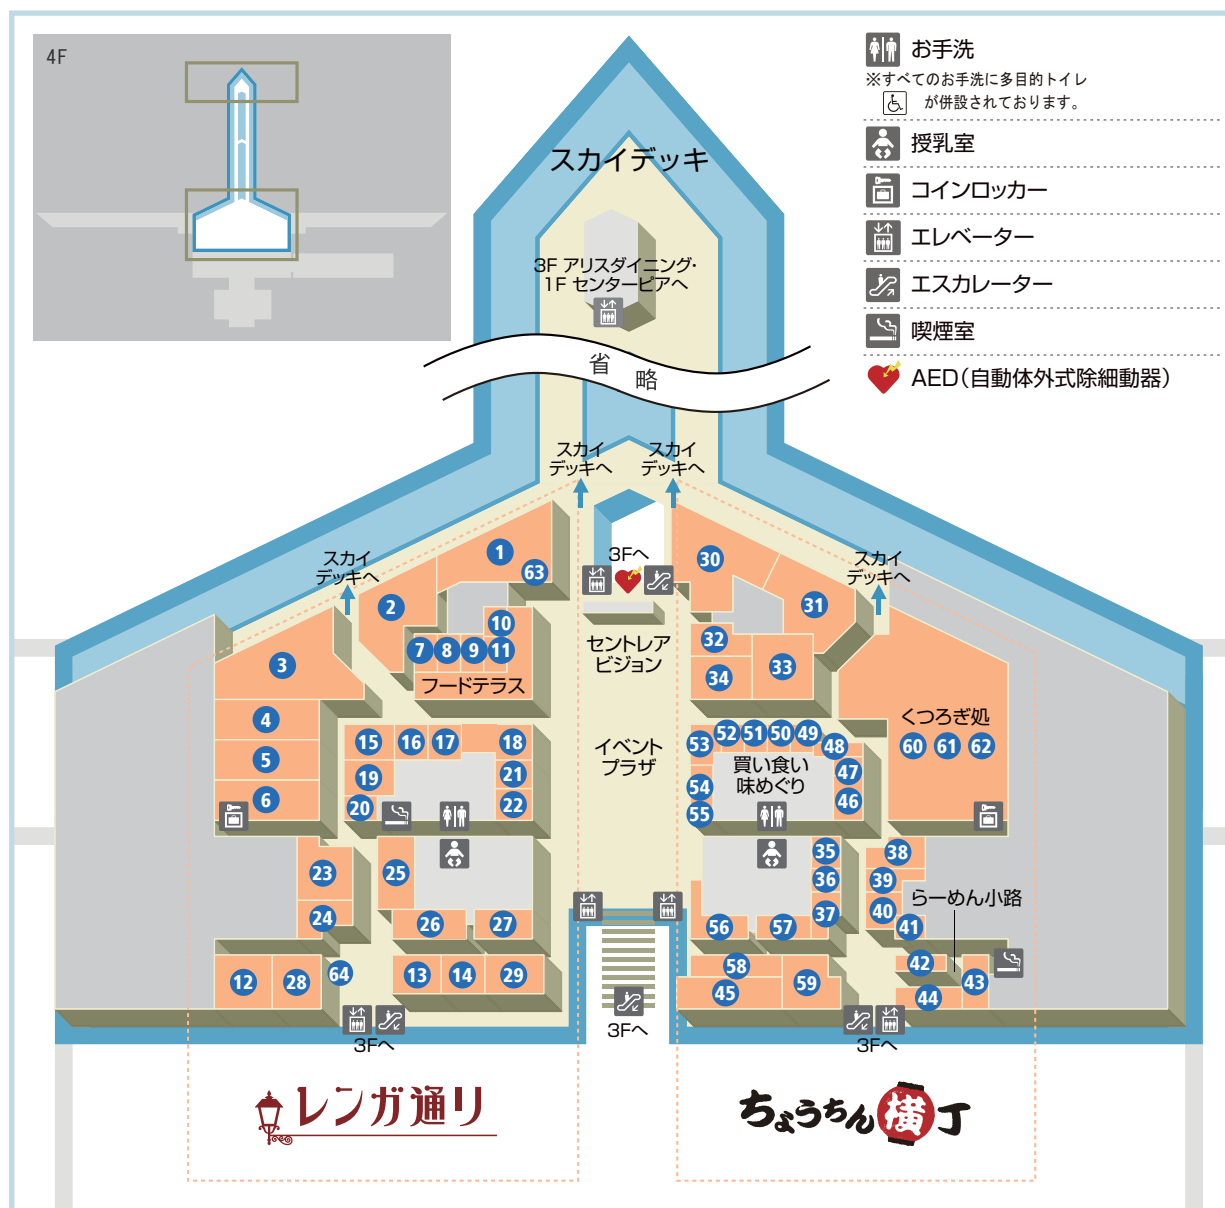 4F
お手洗
※すべてのお手洗に多目的トイレ
が併設されております。
授乳室
コインロッカー
エレベーター
エスカレーター
喫煙室
AED(自動体外式除細動器)
スカイデッキ
3F アリスダイニング・
1F センターピアへ
省略
スカイ
デッキへ
スカイ
デッキへ
スカイ
デッキへ
スカイ
デッキへ
3Fへ
セントレア
ビジョン
イベント
プラザ
1
63
2
10
7 8 9 11
フードテラス
3
4
5
6
15 16 17 18
19
21
20
22
23
24
25
26
27
12 28 64 13 14 29
30
31
32
33
34
くつろぎ処
60 61 62
53 52 51 50 49 48
買い食い
味めぐり
54
47
55
46
35
36
37
38
39
40
41
らーめん小路
56
57
58
45
59
42
43
44
3Fへ
3Fへ
3Fへ
レンガ通り
ちょうちん横丁